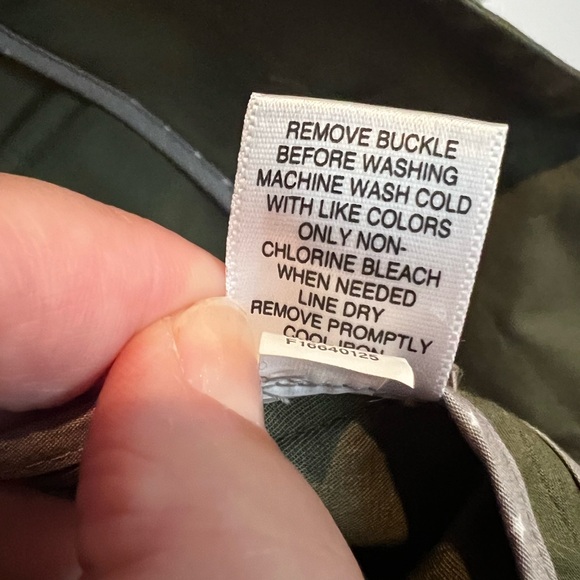 REMOVE BUCKLE
BEFORE WASHING
MACHINE WASH COLD
WITH LIKE COLORS
ONLY NON-
CHLORINE BLEACH
WHEN NEEDED
LINE DRY
REMOVE PROMPTLY
COOL IRON
F16640125